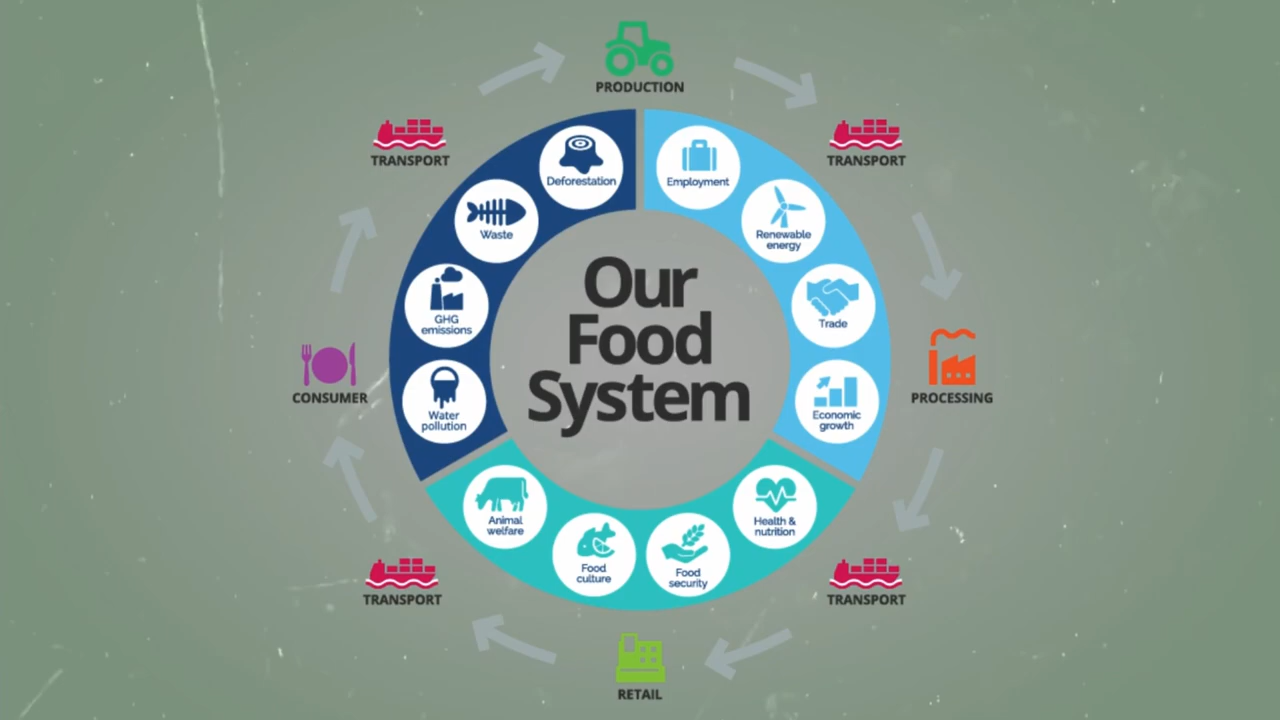 PRODUCTION
TRANSPORT
TRANSPORT
Deforestation
Employment
Waste
Renewable
energy
GHG
emissions
Trade
Our
Food
System
CONSUMER
PROCESSING
Water
pollution
Economic
growth
Animal
welfare
Health &
nutrition
Food
culture
Food
security
TRANSPORT
TRANSPORT
RETAIL